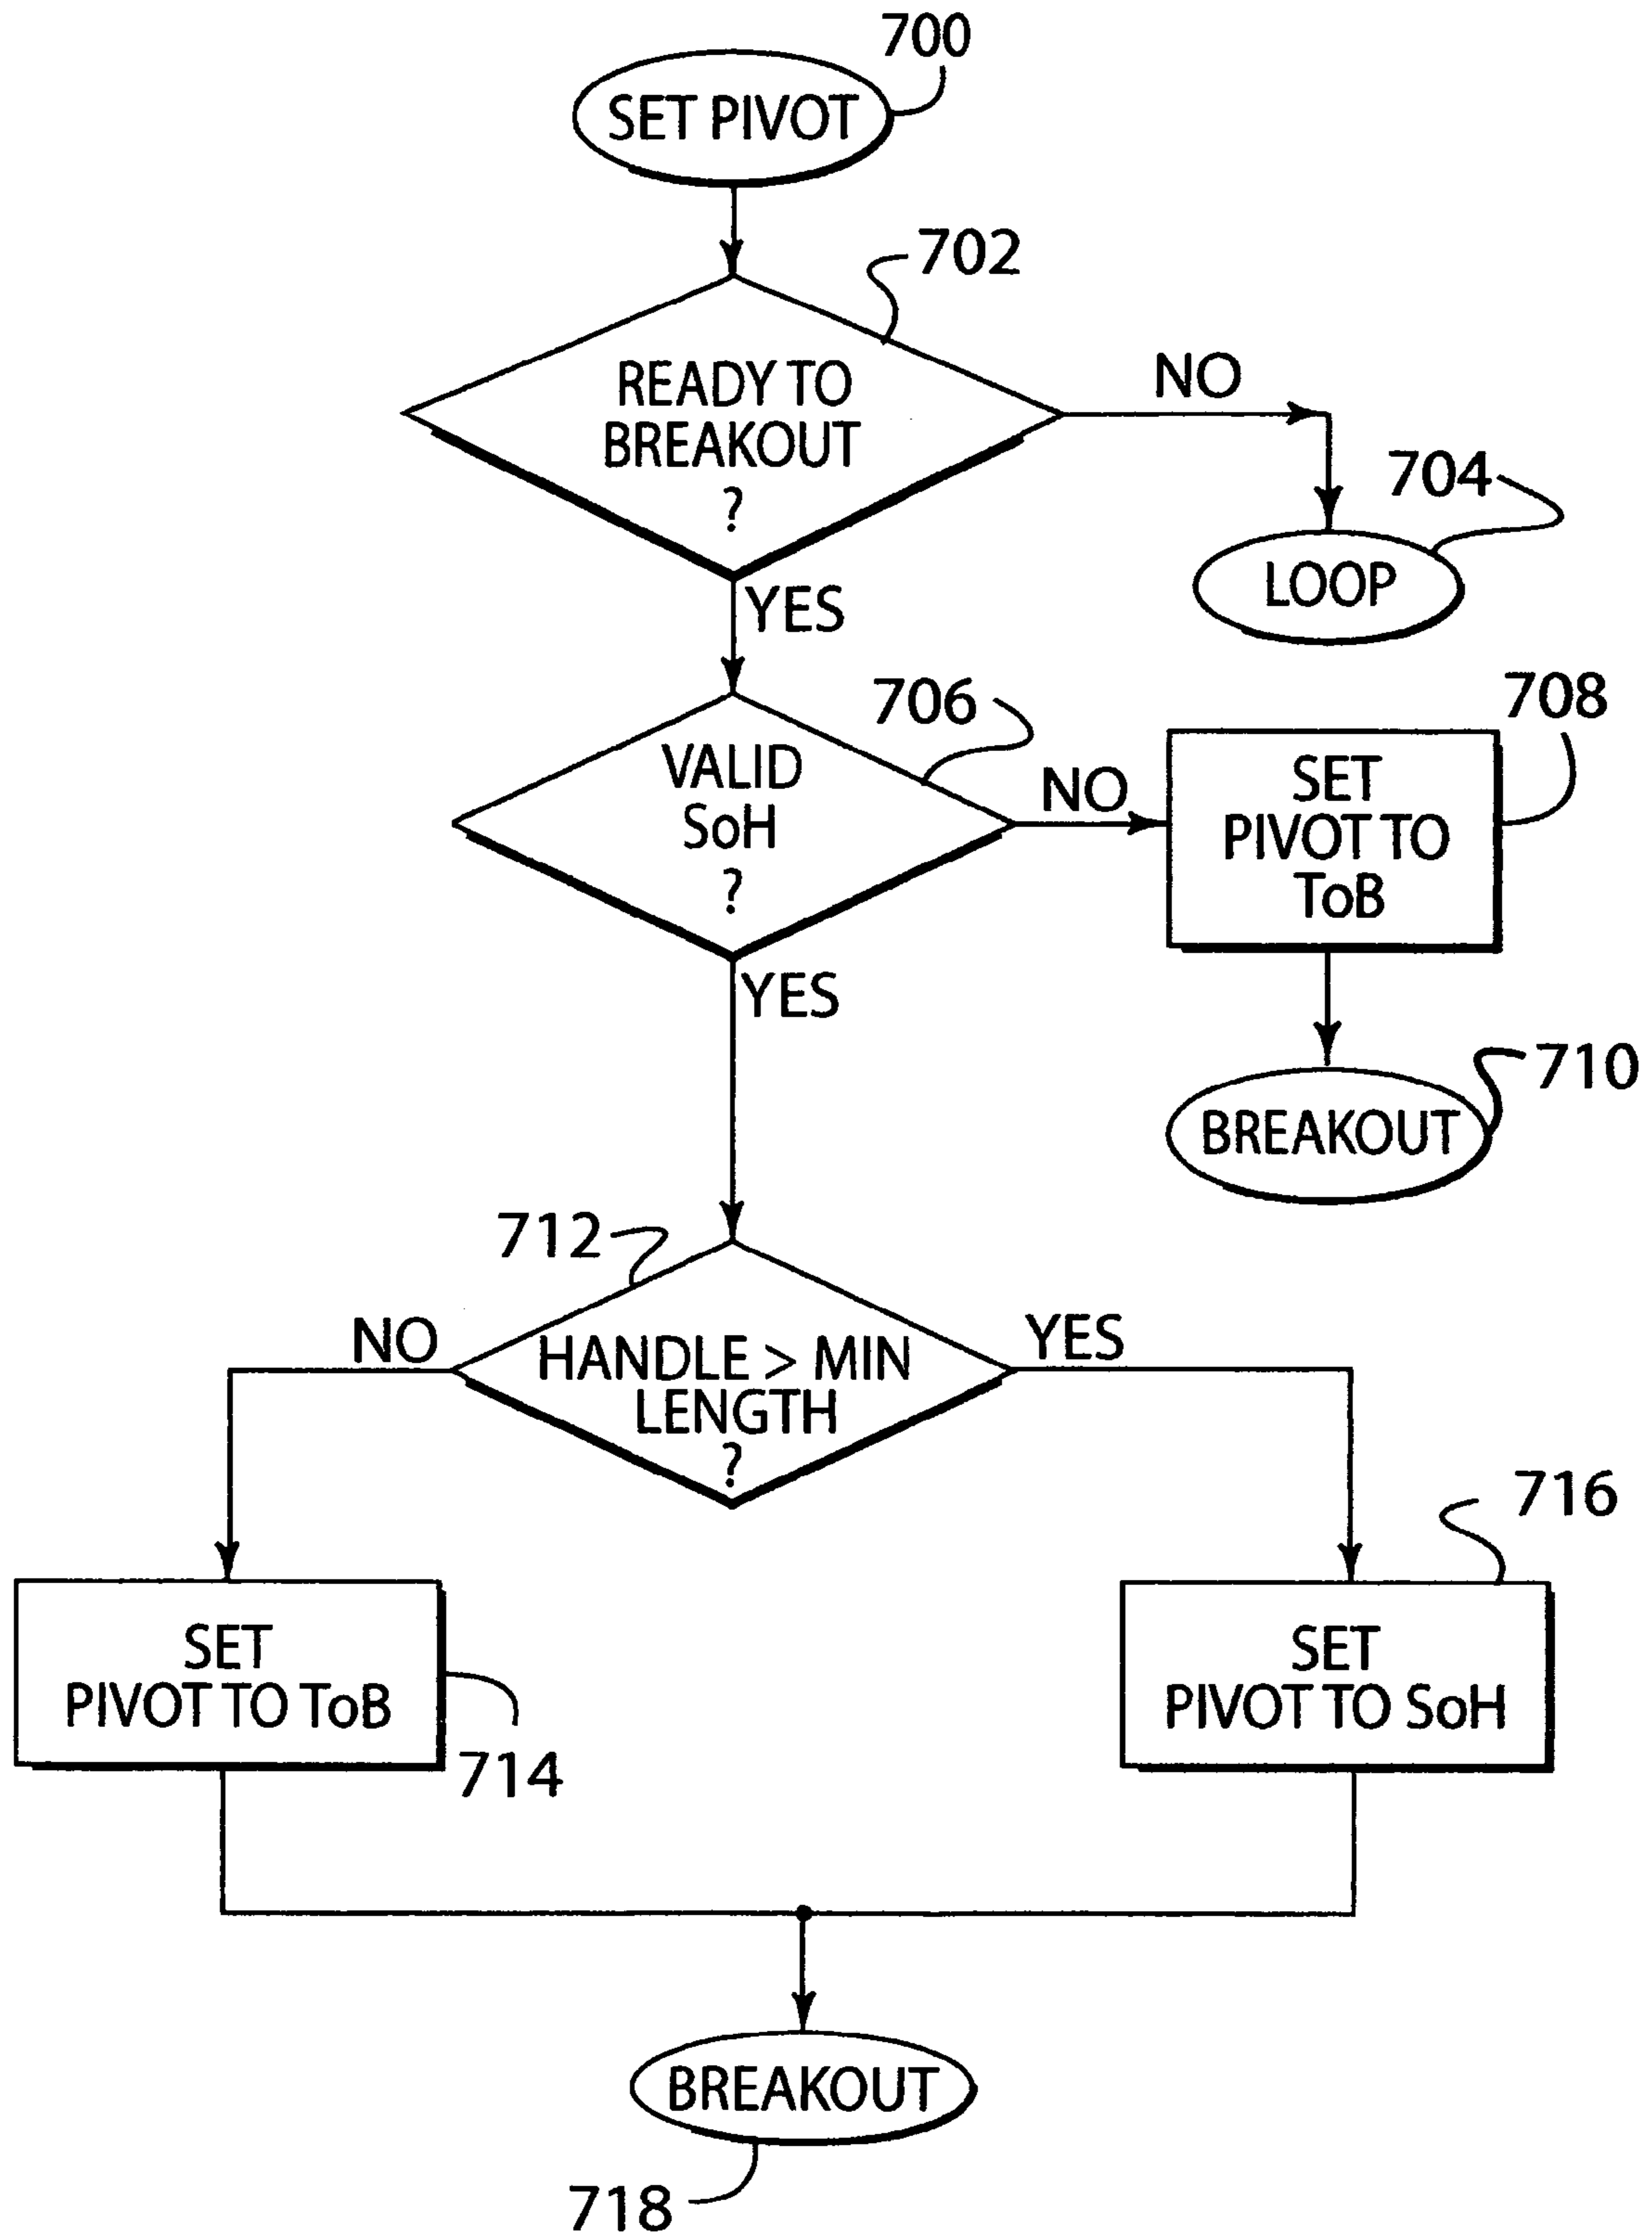 700
SET PIVOT
702
READY TO
BREAKOUT
?
NO
704
LOOP
YES
706
VALID
SoH
?
NO
708
SET
PIVOT TO
ToB
YES
710
BREAKOUT
712
HANDLE > MIN
LENGTH
?
NO
YES
716
SET
PIVOT TO ToB
714
SET
PIVOT TO SoH
BREAKOUT
718